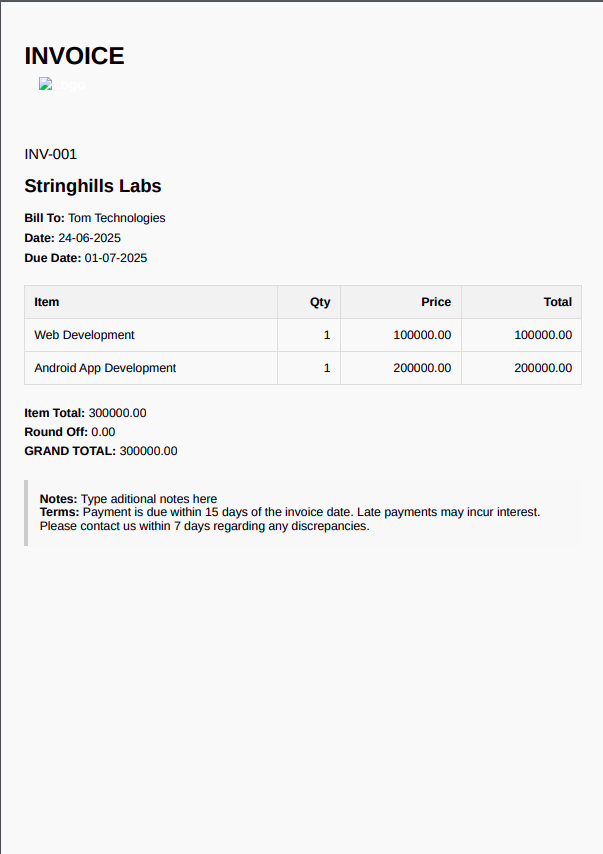 INVOICE
Logo
INV-001
Stringhills Labs
Bill To: Tom Technologies
Date: 24-06-2025
Due Date: 01-07-2025
Item Qty Price Total
Web Development 1 100000.00 100000.00
Android App Development 1 200000.00 200000.00
Item Total: 300000.00
Round Off: 0.00
GRAND TOTAL: 300000.00
Notes: Type aditional notes here
Terms: Payment is due within 15 days of the invoice date. Late payments may incur interest.
Please contact us within 7 days regarding any discrepancies.